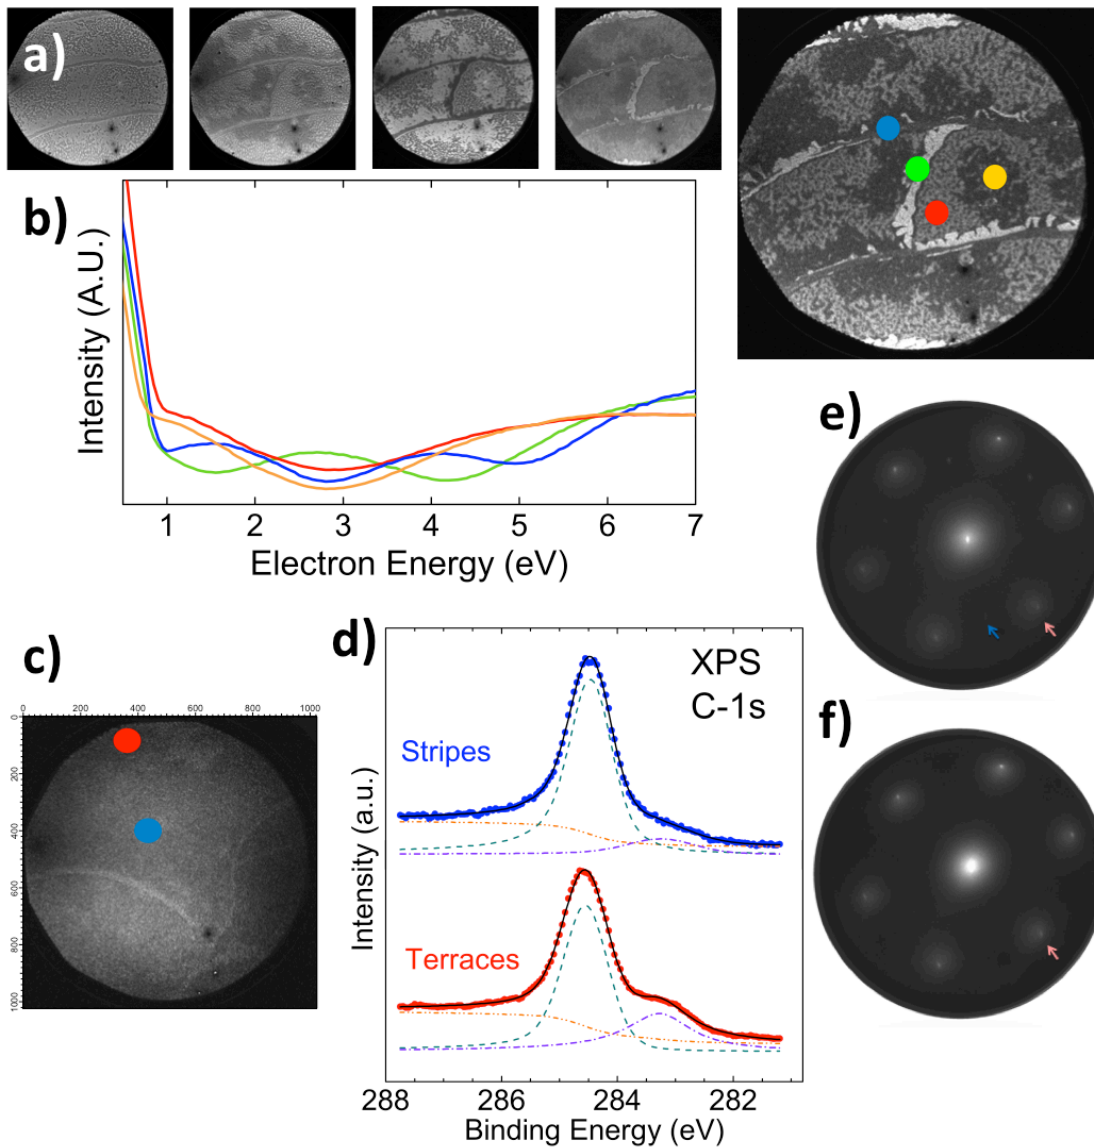 a)
b)
Intensity (A.U.)
1 2 3 4 5 6 7
Electron Energy (eV)
c)
0 200 400 600 800 1000
0
200
400
600
800
1000
d)
XPS
C-1s
Stripes
Terraces
Intensity (a.u.)
288 286 284 282
Binding Energy (eV)
e)
f)